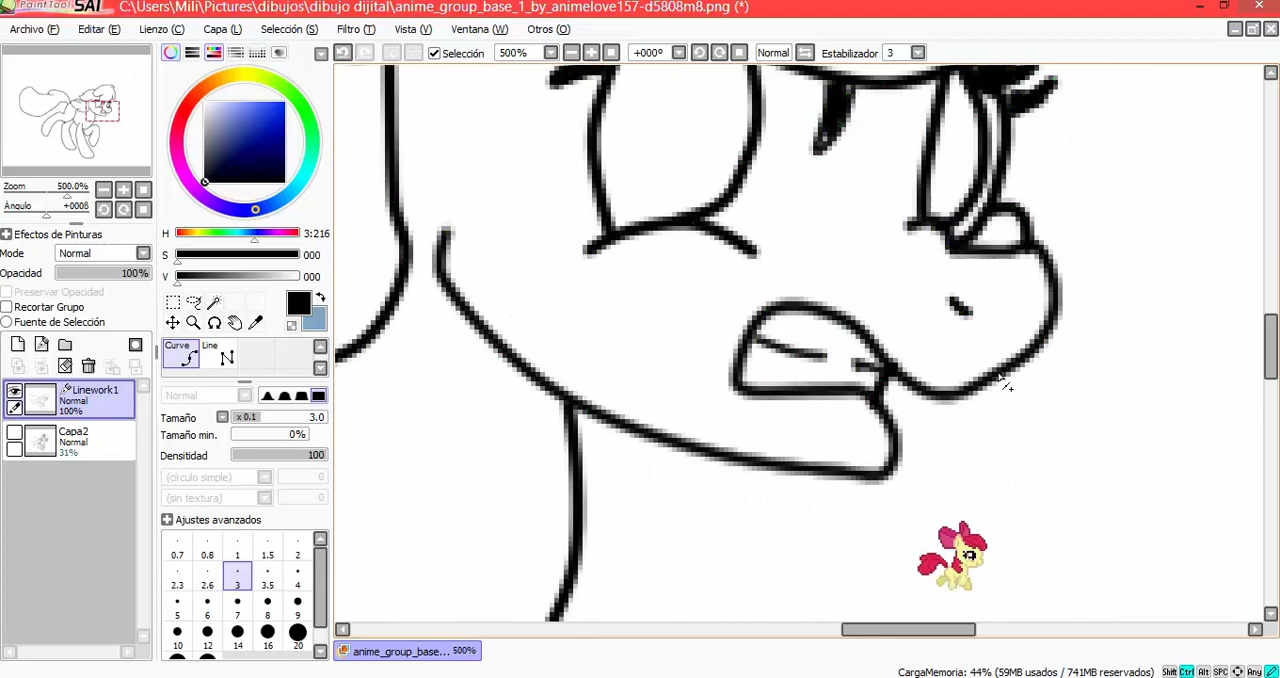 PaintTool SAI C:\Users\Mili\Pictures\dibujos\dibujo dijital\anime_group_base_1_by_animelove157-d5808m8.png (*)
Archivo (F) Editar (E) Lienzo (C) Capa (L) Selección (S) Filtro (T) Vista (V) Ventana (W) Otros (O)
Selección 500% +000º Normal Estabilizador 3
Zoom 500.0%
Ángulo +000ß
Efectos de Pinturas
Modo Normal
Opacidad 100%
Preservar Opacidad
Recortar Grupo
Fuente de Selección
Linework1
Normal
100%
Capa2
Normal
31%
H 3:216
S 000
V 000
Curve Line
Normal
Tamaño x 0.1 3.0
Tamaño min. 0%
Densidad 100
(círculo simple)
(sin textura)
Ajustes avanzados
0.7 0.8 1 1.5 2
2.3 2.6 3 3.5 4
5 6 7 8 9
10 12 14 16 20
anime_group_base... 500%
CargaMemoria: 44% (59MB usados / 741MB reservados) Shift Ctrl Alt SPC Any